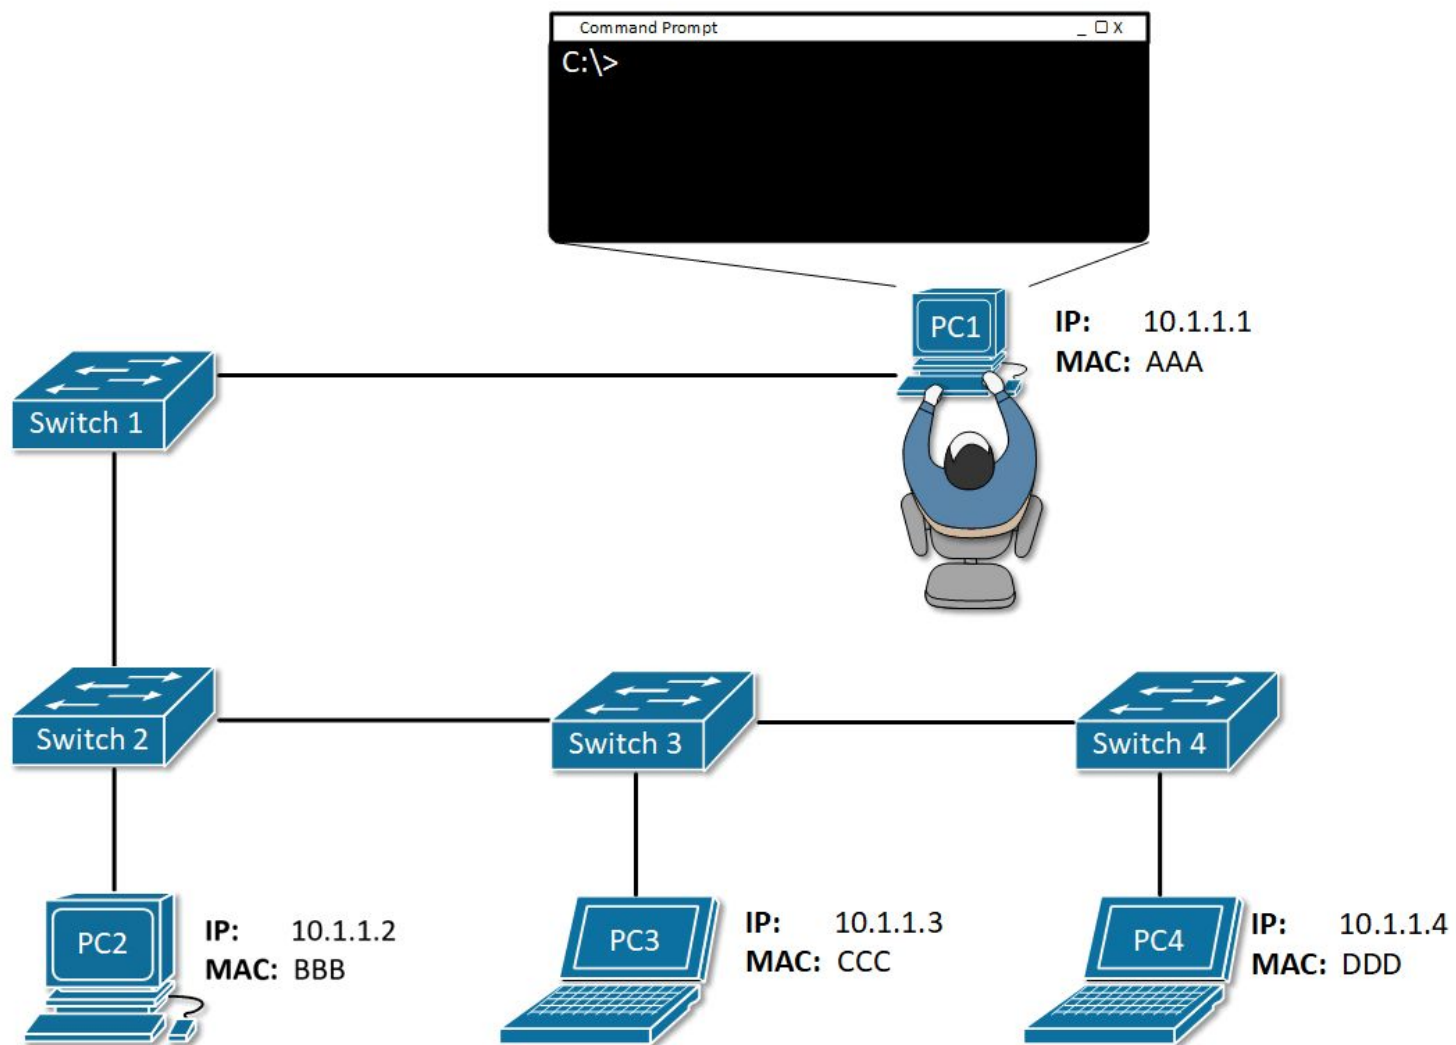 Command Prompt
_ □ X
C:\>
PC1
IP: 10.1.1.1
MAC: AAA
Switch 1
Switch 2
Switch 3
Switch 4
PC2
IP: 10.1.1.2
MAC: BBB
PC3
IP: 10.1.1.3
MAC: CCC
PC4
IP: 10.1.1.4
MAC: DDD